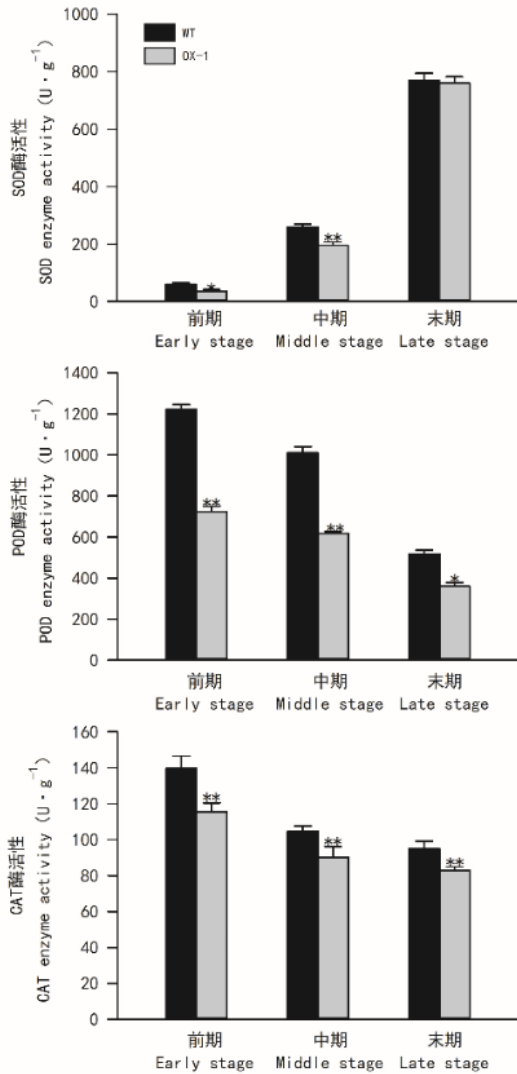 1000
800
600
400
200
0
SOD酶活性
SOD enzyme activity (U·g⁻¹)
WT
OX-1
*
**
前期 中期 末期
Early stage Middle stage Late stage
1400
1200
1000
800
600
400
200
0
POD酶活性
POD enzyme activity (U·g⁻¹)
**
**
*
前期 中期 末期
Early stage Middle stage Late stage
160
140
120
100
80
60
40
20
0
CAT酶活性
CAT enzyme activity (U·g⁻¹)
**
**
**
前期 中期 末期
Early stage Middle stage Late stage